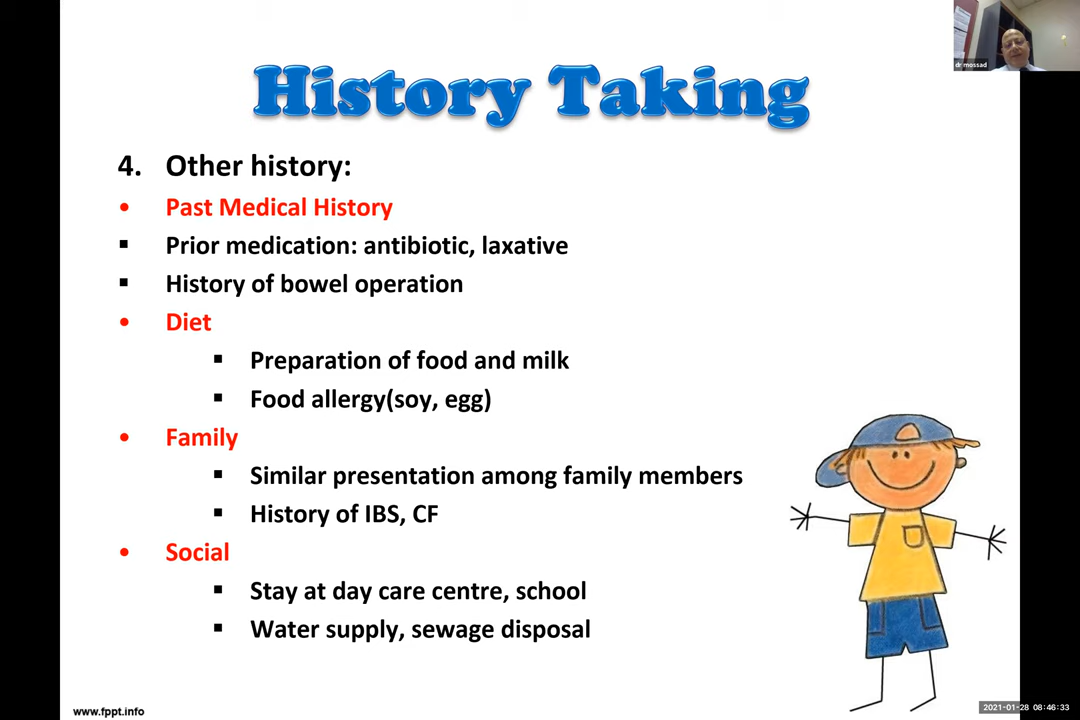 dr mossad
History Taking
4. Other history:
• Past Medical History
▪ Prior medication: antibiotic, laxative
▪ History of bowel operation
• Diet
▪ Preparation of food and milk
▪ Food allergy(soy, egg)
• Family
▪ Similar presentation among family members
▪ History of IBS, CF
• Social
▪ Stay at day care centre, school
▪ Water supply, sewage disposal
www.fppt.info
2021-01-28 08:46:33